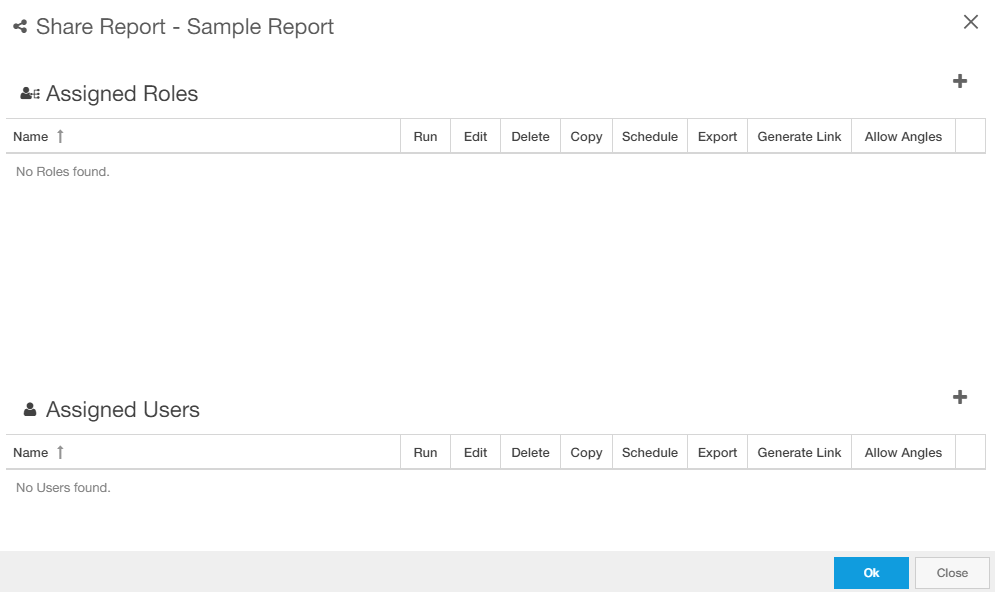 Share Report - Sample Report
Assigned Roles
Name Run Edit Delete Copy Schedule Export Generate Link Allow Angles
No Roles found.
Assigned Users
Name Run Edit Delete Copy Schedule Export Generate Link Allow Angles
No Users found.
Ok Close